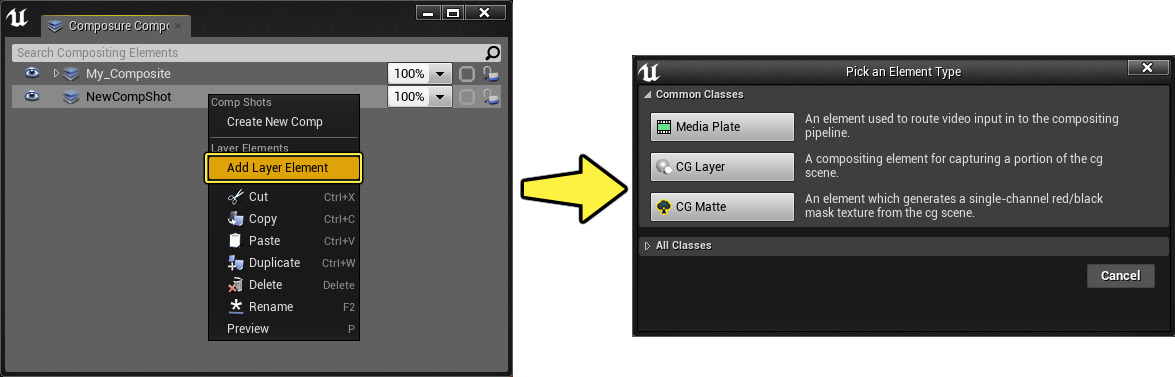 Composure Compo
Search Compositing Elements
My_Composite 100%
NewCompShot 100%
Comp Shots
Create New Comp
Layer Elements
Add Layer Element
Cut Ctrl+X
Copy Ctrl+C
Paste Ctrl+V
Duplicate Ctrl+W
Delete Delete
Rename F2
Preview P
Pick an Element Type
Common Classes
Media Plate
An element used to route video input in to the compositing
pipeline.
CG Layer
A compositing element for capturing a portion of the cg
scene.
CG Matte
An element which generates a single-channel red/black
mask texture from the cg scene.
All Classes
Cancel